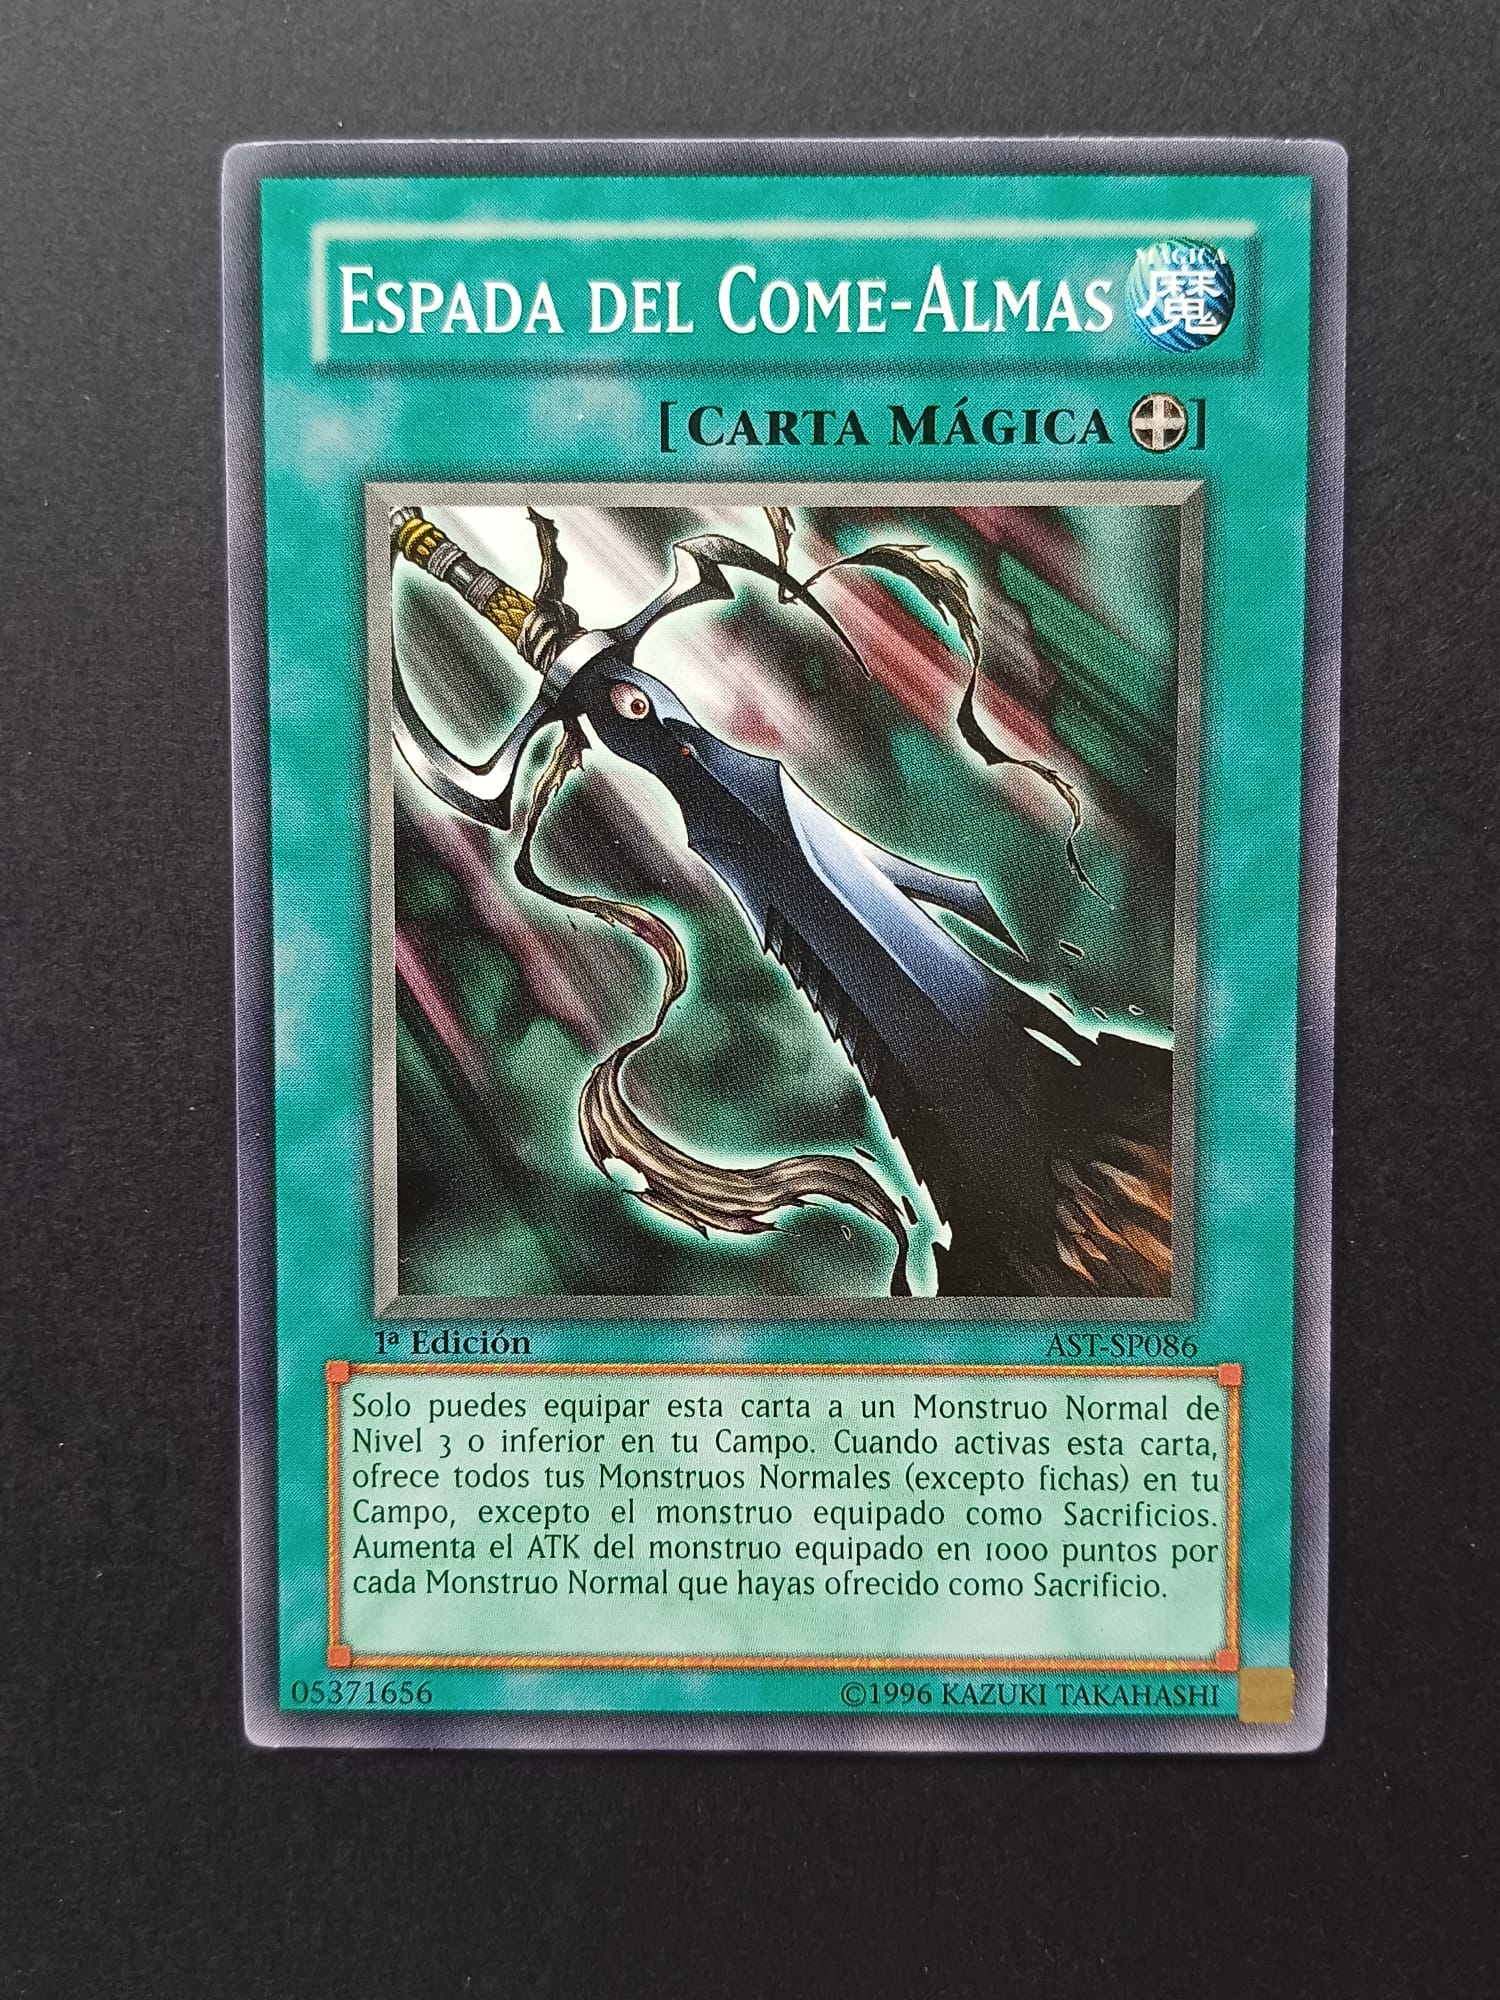 ESPADA DEL COME-ALMAS
MÁGICA
魔
[CARTA MÁGICA]
1ª Edición
AST-SP086
Solo puedes equipar esta carta a un Monstruo Normal de
Nivel 3 o inferior en tu Campo. Cuando activas esta carta,
ofrece todos tus Monstruos Normales (excepto fichas) en tu
Campo, excepto el monstruo equipado como Sacrificios.
Aumenta el ATK del monstruo equipado en 1000 puntos por
cada Monstruo Normal que hayas ofrecido como Sacrificio.
05371656
©1996 KAZUKI TAKAHASHI